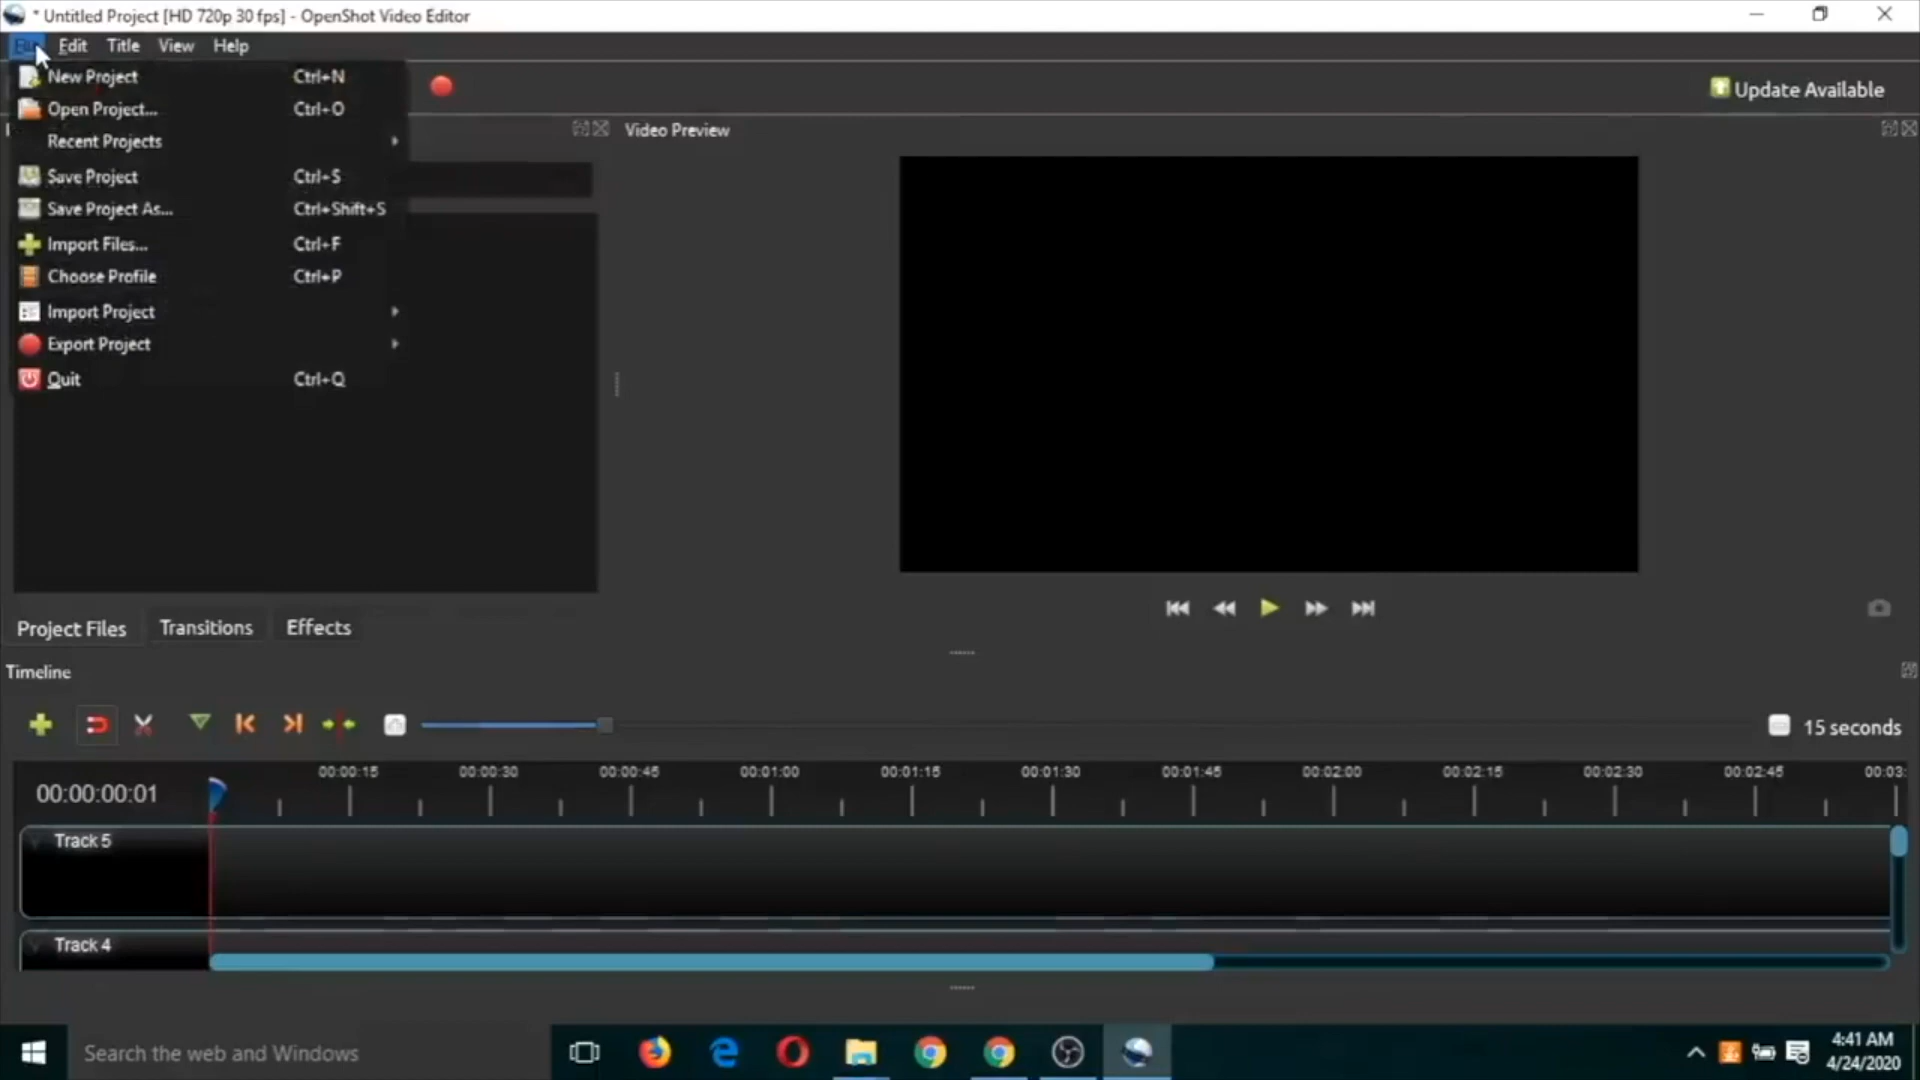 * Untitled Project [HD 720p 30 fps] - OpenShot Video Editor
Edit Title View Help
New Project Ctrl+N
Open Project... Ctrl+O
Recent Projects
Save Project Ctrl+S
Save Project As... Ctrl+Shift+S
Import Files... Ctrl+F
Choose Profile Ctrl+P
Import Project
Export Project
Quit Ctrl+Q
Update Available
Video Preview
Project Files Transitions Effects
Timeline
15 seconds
00:00:00:01
00:00:15 00:00:30 00:00:45 00:01:00 00:01:15 00:01:30 00:01:45 00:02:00 00:02:15 00:02:30 00:02:45 00:03:
Track 5
Track 4
Search the web and Windows
4:41 AM
4/24/2020